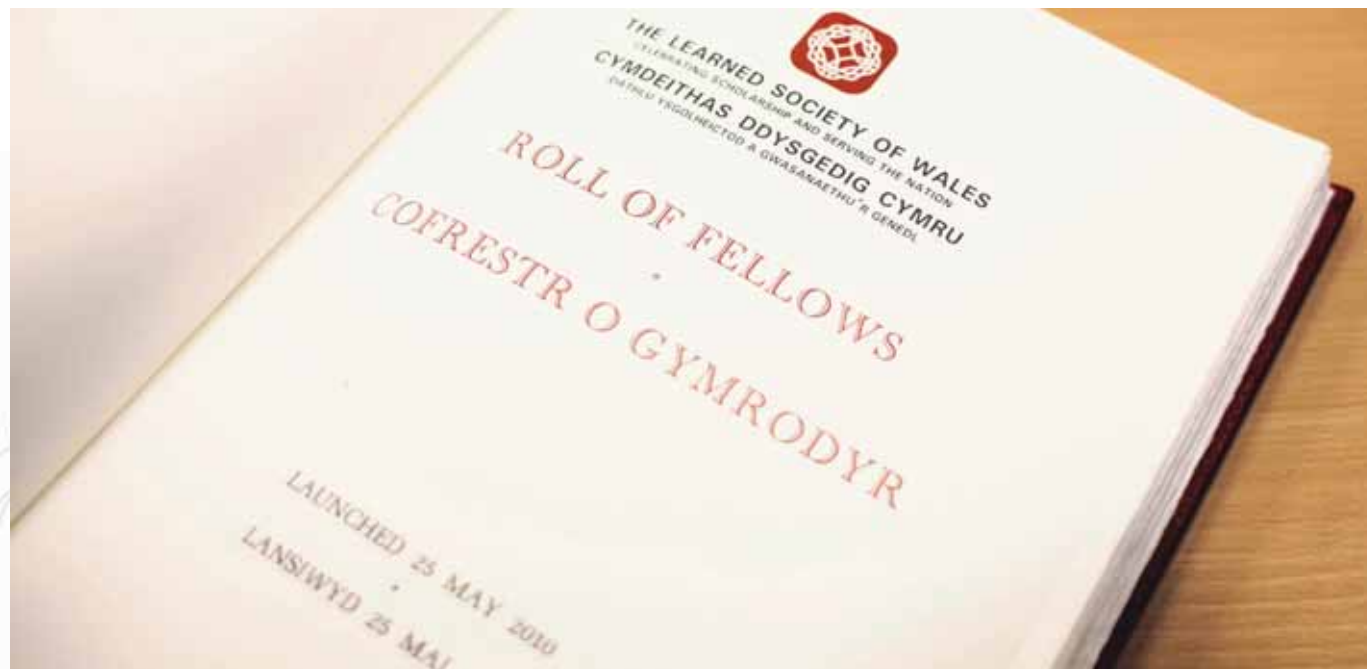 THE LEARNED SOCIETY OF WALES
CELEBRATING SCHOLARSHIP AND SERVING THE NATION
CYMDEITHAS DDYSGEDIG CYMRU
DATHLU YSGOLHEICTOD A GWASANAETHU'R GENEDL
ROLL OF FELLOWS
COFRESTR O GYMRODYR
LAUNCHED 25 MAY 2010
LANSIWYD 25 MAI